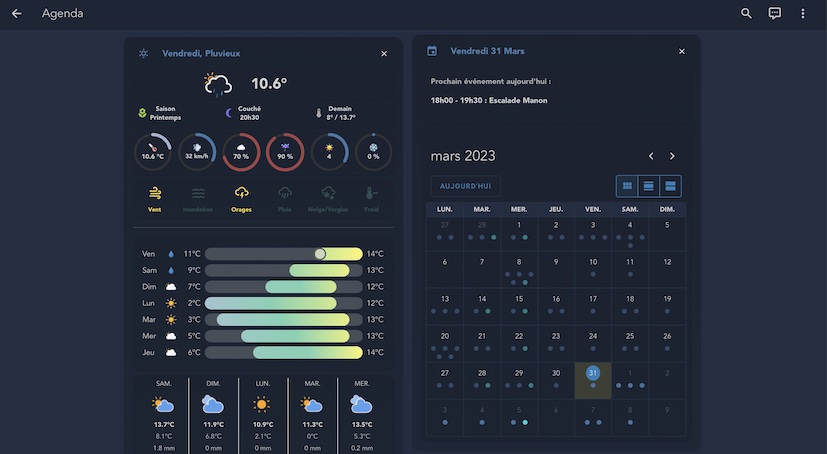 Agenda
Vendredi, Pluvieux
10.6°
Saison
Printemps
Couché
20h30
Demain
8° / 13.7°
10.6 °C
32 km/h
70 %
90 %
4
0 %
Vent
Inondation
Orages
Pluie
Neige/Verglas
Froid
Ven 11°C 14°C
Sam 9°C 13°C
Dim 7°C 12°C
Lun 2°C 12°C
Mar 3°C 13°C
Mer 5°C 13°C
Jeu 6°C 14°C
SAM. DIM. LUN. MAR. MER.
13.7°C 11.9°C 10.9°C 11.3°C 13.5°C
8.1°C 6.8°C 2.1°C 0°C 5.3°C
1.8 mm 0 mm 0 mm 0 mm 0.2 mm
Vendredi 31 Mars
Prochain événement aujourd'hui :
18h00 - 19h30 : Escalade Manon
mars 2023
AUJOURD'HUI
LUN. MAR. MER. JEU. VEN. SAM. DIM.
27 28 1 2 3 4 5
6 7 8 9 10 11 12
13 14 15 16 17 18 19
20 21 22 23 24 25 26
27 28 29 30 31 1 2
3 4 5 6 7 8 9